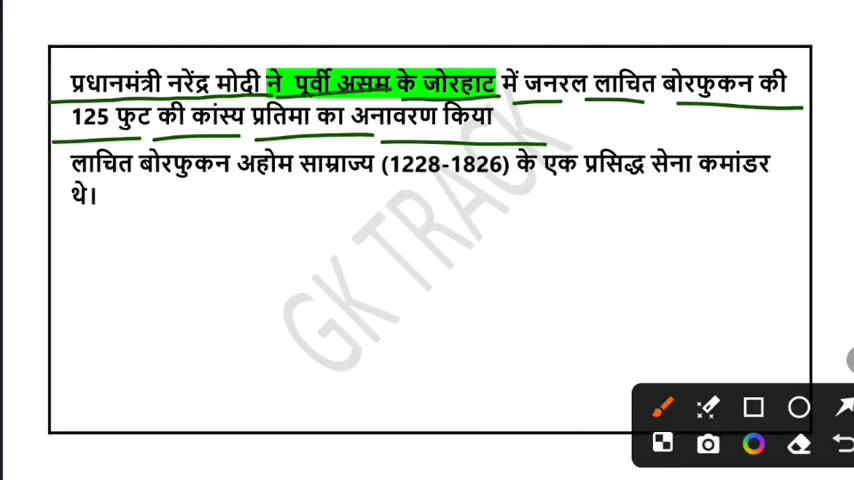 प्रधानमंत्री नरेंद्र मोदी ने पूर्वी असम के जोरहाट में जनरल लाचित बोरफुकन की
125 फुट की कांस्य प्रतिमा का अनावरण किया
लाचित बोरफुकन अहोम साम्राज्य (1228-1826) के एक प्रसिद्ध सेना कमांडर
थे।
GK TRACK